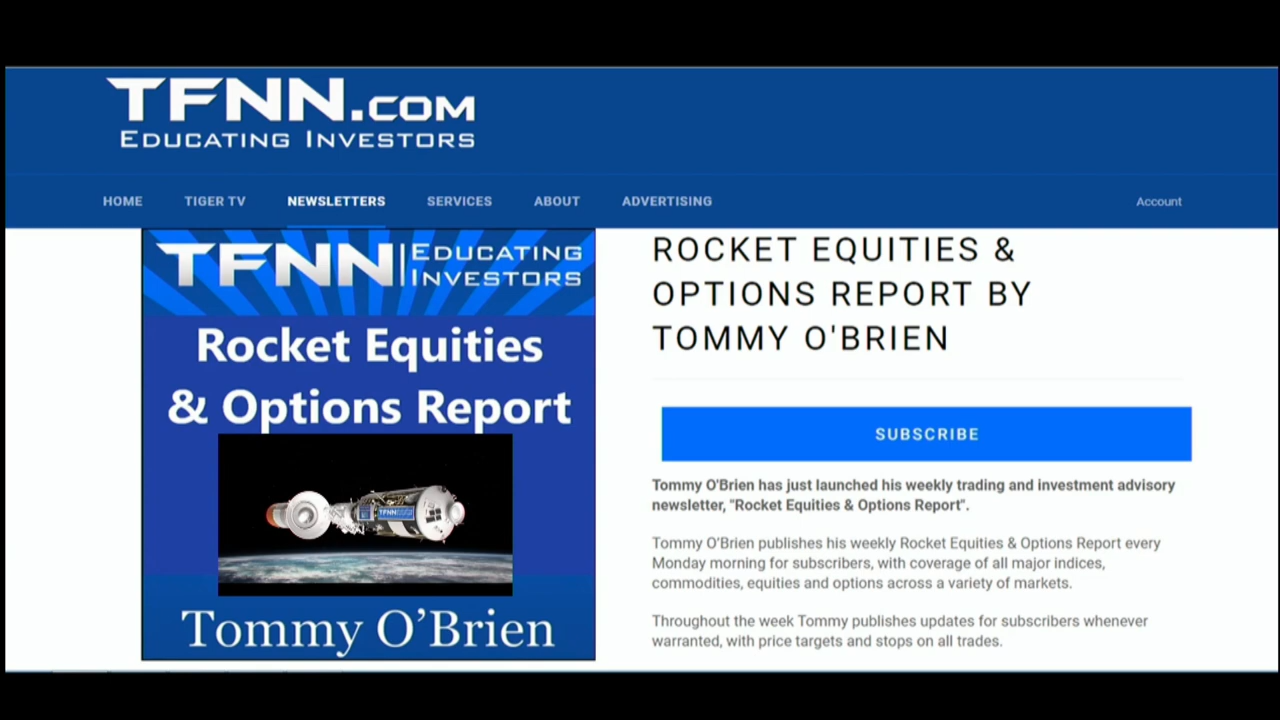 TFNN.COM
EDUCATING INVESTORS
HOME TIGER TV NEWSLETTERS SERVICES ABOUT ADVERTISING Account
TFNN EDUCATING
INVESTORS
Rocket Equities
& Options Report
TFNN
Tommy O’Brien
ROCKET EQUITIES &
OPTIONS REPORT BY
TOMMY O'BRIEN
SUBSCRIBE
Tommy O'Brien has just launched his weekly trading and investment advisory
newsletter, "Rocket Equities & Options Report".
Tommy O’Brien publishes his weekly Rocket Equities & Options Report every
Monday morning for subscribers, with coverage of all major indices,
commodities, equities and options across a variety of markets.
Throughout the week Tommy publishes updates for subscribers whenever
warranted, with price targets and stops on all trades.